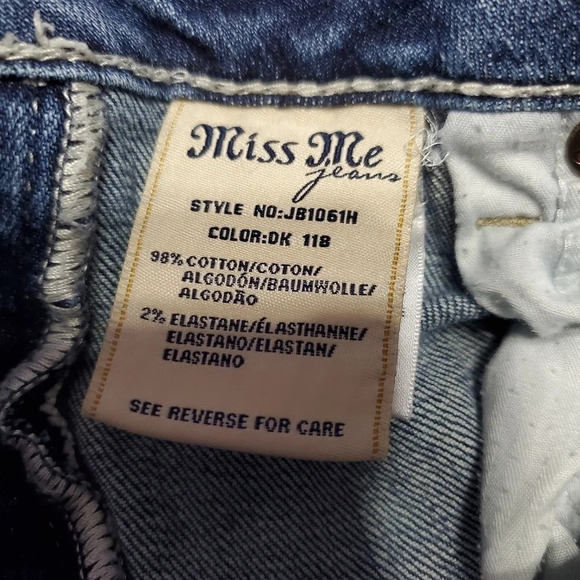 Miss Me
jeans
STYLE NO:JB1061H
COLOR:DK 118
98% COTTON/COTON/
ALGODÓN/BAUMWOLLE/
ALGODÃO
2% ELASTANE/ÉLASTHANNE/
ELASTANO/ELASTAN/
ELASTANO
SEE REVERSE FOR CARE